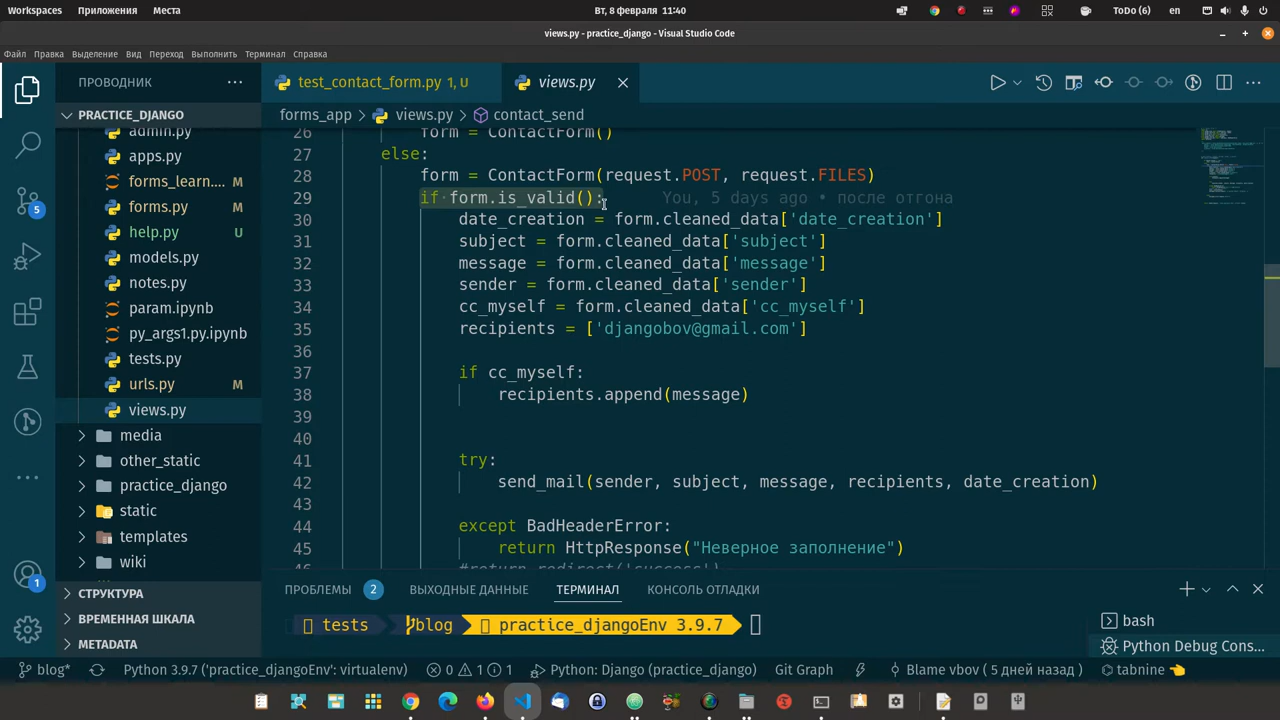 Workspaces Приложения Места
Вт, 8 февраля 11:40
ToDo (6) en
views.py - practice_django - Visual Studio Code
Файл Правка Выделение Вид Переход Выполнить Терминал Справка
ПРОВОДНИК ···
test_contact_form.py 1, U
views.py
PRACTICE_DJANGO
forms_app > views.py > contact_send
admin.py
apps.py
forms_learn....
forms.py M
help.py U
models.py
notes.py
param.ipynb
py_args1.py.ipynb
tests.py
urls.py M
views.py
media
other_static
practice_django
static
templates
wiki
СТРУКТУРА
ВРЕМЕННАЯ ШКАЛА
METADATA
5
1
26 form = ContactForm()
27 else:
28 form = ContactForm(request.POST, request.FILES)
29 if form.is_valid(): You, 5 days ago • после отгона
30 date_creation = form.cleaned_data['date_creation']
31 subject = form.cleaned_data['subject']
32 message = form.cleaned_data['message']
33 sender = form.cleaned_data['sender']
34 cc_myself = form.cleaned_data['cc_myself']
35 recipients = ['djangobov@gmail.com']
36
37 if cc_myself:
38 recipients.append(message)
39
40
41 try:
42 send_mail(sender, subject, message, recipients, date_creation)
43
44 except BadHeaderError:
45 return HttpResponse("Неверное заполнение")
46 #return redirect('success')
ПРОБЛЕМЫ 2 ВЫХОДНЫЕ ДАННЫЕ ТЕРМИНАЛ КОНСОЛЬ ОТЛАДКИ
tests blog practice_djangoEnv 3.9.7
bash
Python Debug Cons...
blog* Python 3.9.7 ('practice_djangoEnv': virtualenv) 0 1 1 Python: Django (practice_django) Git Graph Blame vbov ( 5 дней назад ) tabnine